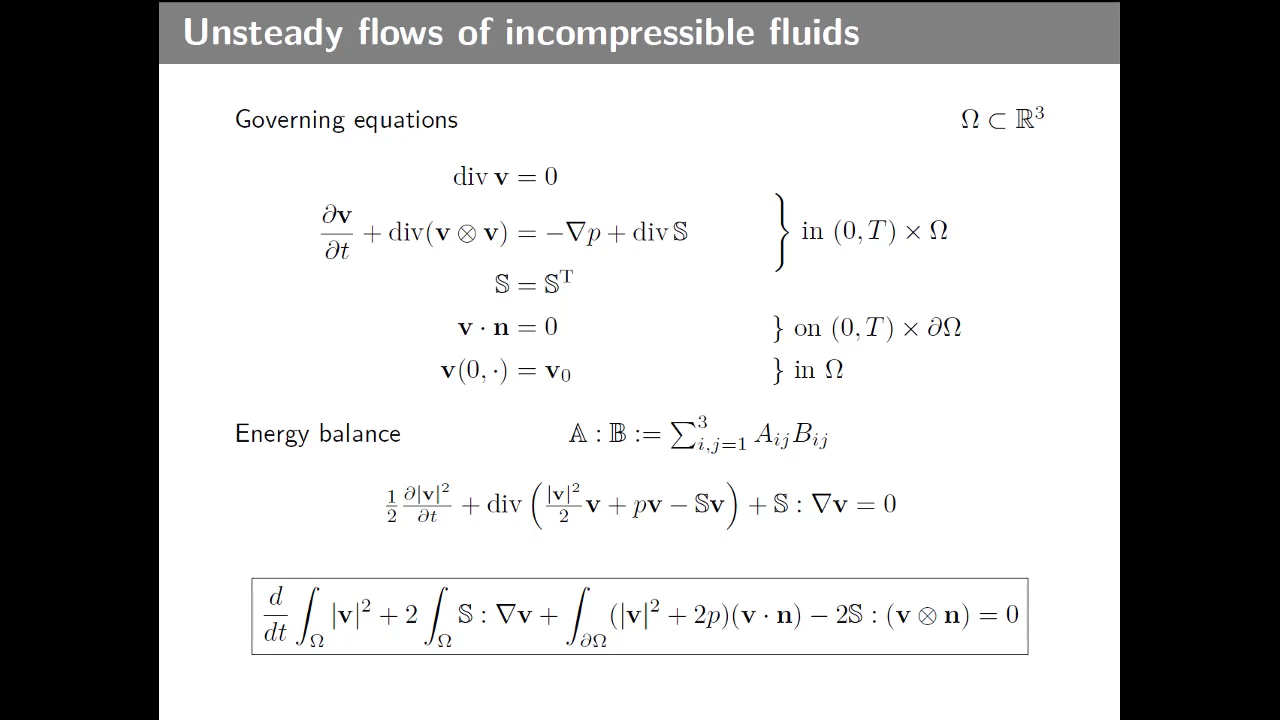 Unsteady flows of incompressible fluids
Governing equations Ω ⊂ ℝ³
div 𝐯 = 0
∂𝐯/∂t + div(𝐯 ⊗ 𝐯) = −∇p + div 𝕊 } in (0, T) × Ω
𝕊 = 𝕊ᵀ
𝐯 · 𝐧 = 0 } on (0, T) × ∂Ω
𝐯(0, ·) = 𝐯₀ } in Ω
Energy balance 𝔸 : 𝔹 := ∑³ᵢ,ⱼ₌₁ AᵢⱼBᵢⱼ
½ ∂|𝐯|²/∂t + div (|𝐯|²/2 𝐯 + p𝐯 − 𝕊𝐯) + 𝕊 : ∇𝐯 = 0
d/dt ∫_Ω |𝐯|² + 2 ∫_Ω 𝕊 : ∇𝐯 + ∫_∂Ω (|𝐯|² + 2p)(𝐯 · 𝐧) − 2𝕊 : (𝐯 ⊗ 𝐧) = 0